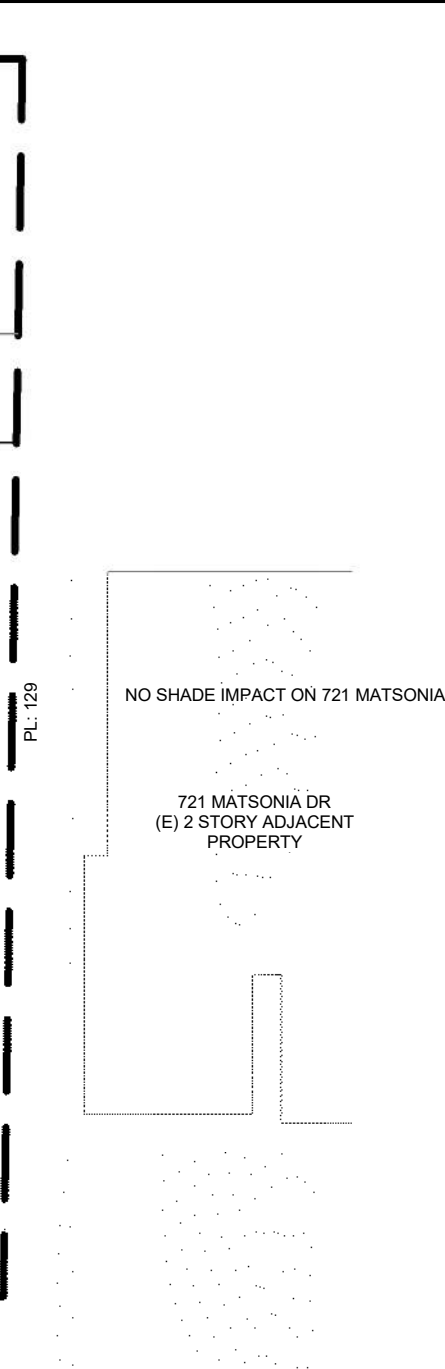 PL: 129
NO SHADE IMPACT ON 721 MATSONIA
721 MATSONIA DR
(E) 2 STORY ADJACENT
PROPERTY